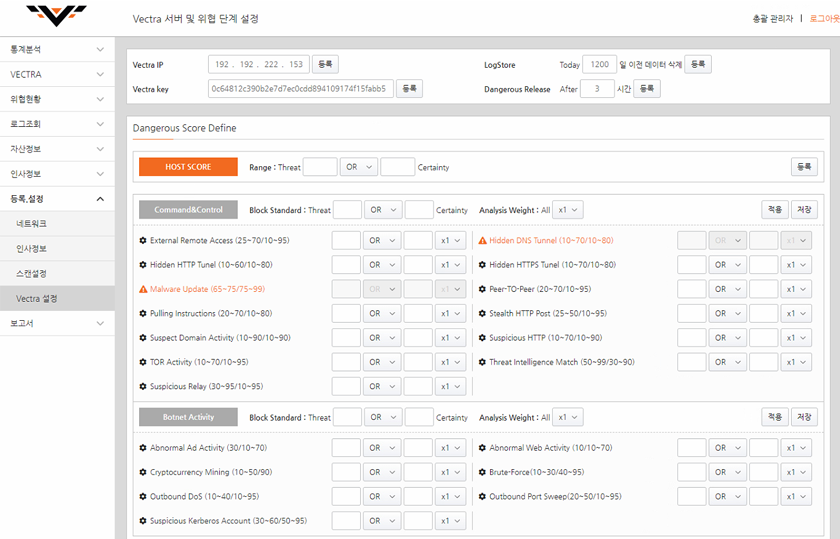 Vectra 서버 및 위협 단계 설정
총괄 관리자 | 로그아웃
통계분석
VECTRA
위협현황
로그조회
자산정보
인사정보
등록,설정
네트워크
인사정보
스캔설정
Vectra 설정
보고서
Vectra IP 192 . 192 . 222 . 153 등록 LogStore Today 1200 일 이전 데이터 삭제 등록
Vectra key 0c64812c390b2e7d7ec0cdd894109174f15fabb5 등록 Dangerous Release After 3 시간 등록
Dangerous Score Define
HOST SCORE Range : Threat OR Certainty 등록
Command&Control Block Standard : Threat OR Certainty Analysis Weight : All x1 적용 저장
External Remote Access (25~70/10~95) OR x1 Hidden DNS Tunnel (10~70/10~80) OR x1
Hidden HTTP Tunel (10~60/10~80) OR x1 Hidden HTTPS Tunel (10~70/10~80) OR x1
Malware Update (65~75/75~99) OR x1 Peer-TO-Peer (20~70/10~95) OR x1
Pulling Instructions (20~70/10~80) OR x1 Stealth HTTP Post (25~50/10~95) OR x1
Suspect Domain Activity (10~90/10~90) OR x1 Suspicious HTTP (10~70/10~90) OR x1
TOR Activity (10~70/10~95) OR x1 Threat Intelligence Match (50~99/30~90) OR x1
Suspicious Relay (30~95/10~95) OR x1
Botnet Activity Block Standard : Threat OR Certainty Analysis Weight : All x1 적용 저장
Abnormal Ad Activity (30/10~70) OR x1 Abnormal Web Activity (10/10~70) OR x1
Cryptocurrency Mining (10~50/90) OR x1 Brute-Force(10~30/40~95) OR x1
Outbound DoS (10~40/10~95) OR x1 Outbound Port Sweep(20~50/10~95) OR x1
Suspicious Kerberos Account (30~60/50~95) OR x1